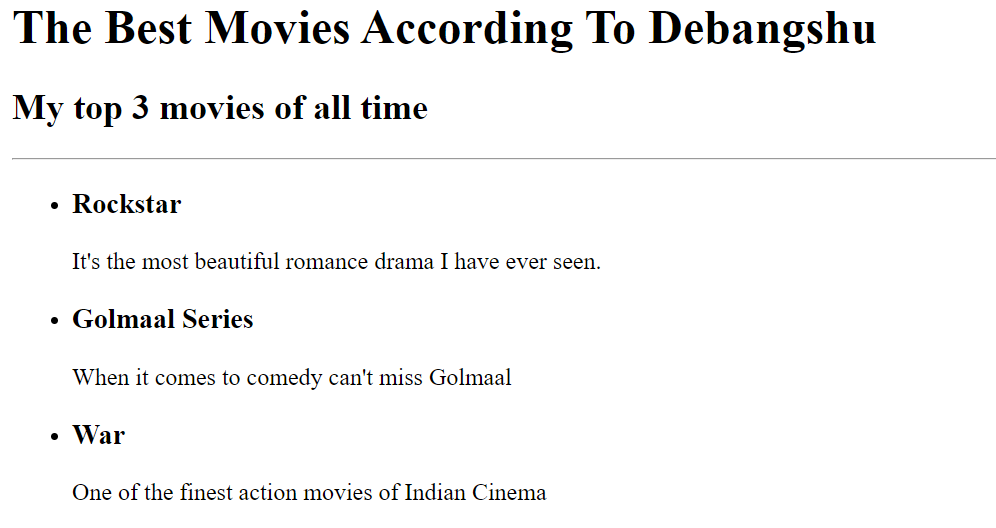 The Best Movies According To Debangshu
My top 3 movies of all time
Rockstar
It's the most beautiful romance drama I have ever seen.
Golmaal Series
When it comes to comedy can't miss Golmaal
War
One of the finest action movies of Indian Cinema